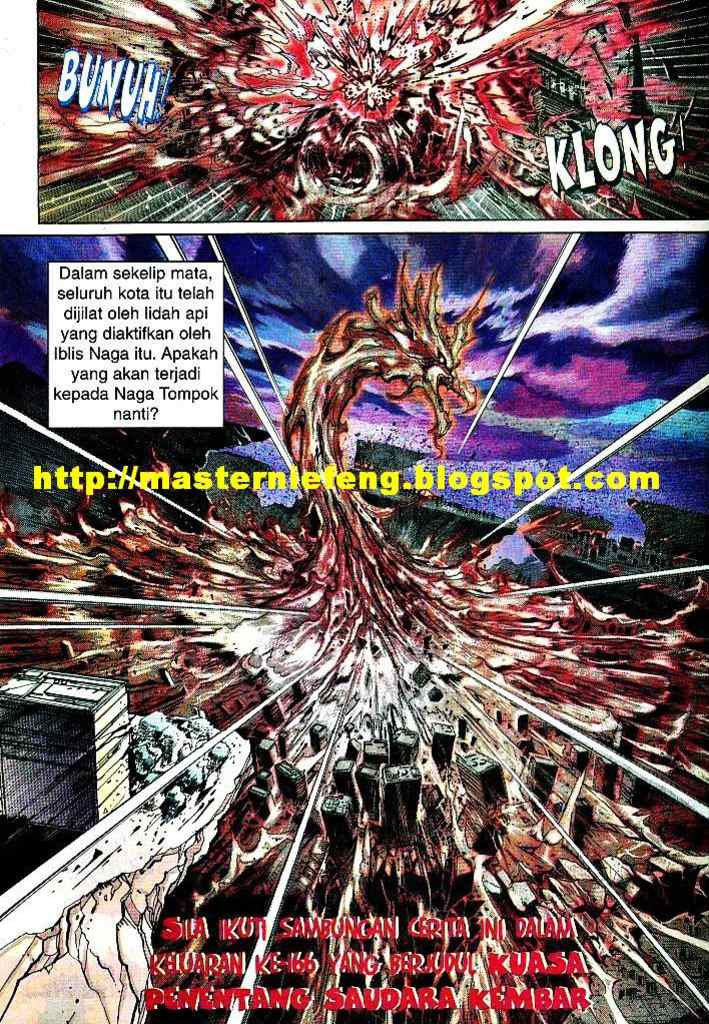 BUNUH!
KLONG
Dalam sekelip mata,
seluruh kota itu telah
dijilat oleh lidah api
yang diaktifkan oleh
Iblis Naga itu. Apakah
yang akan terjadi
kepada Naga Tompok
nanti?
http://masterniefeng.blogspot.com
SILA IKUTI SAMBUNGAN CERITA INI DALAM
KELUARAN KE-166 YANG BERJUDUL KUASA
PENENTANG SAUDARA KEMBAR